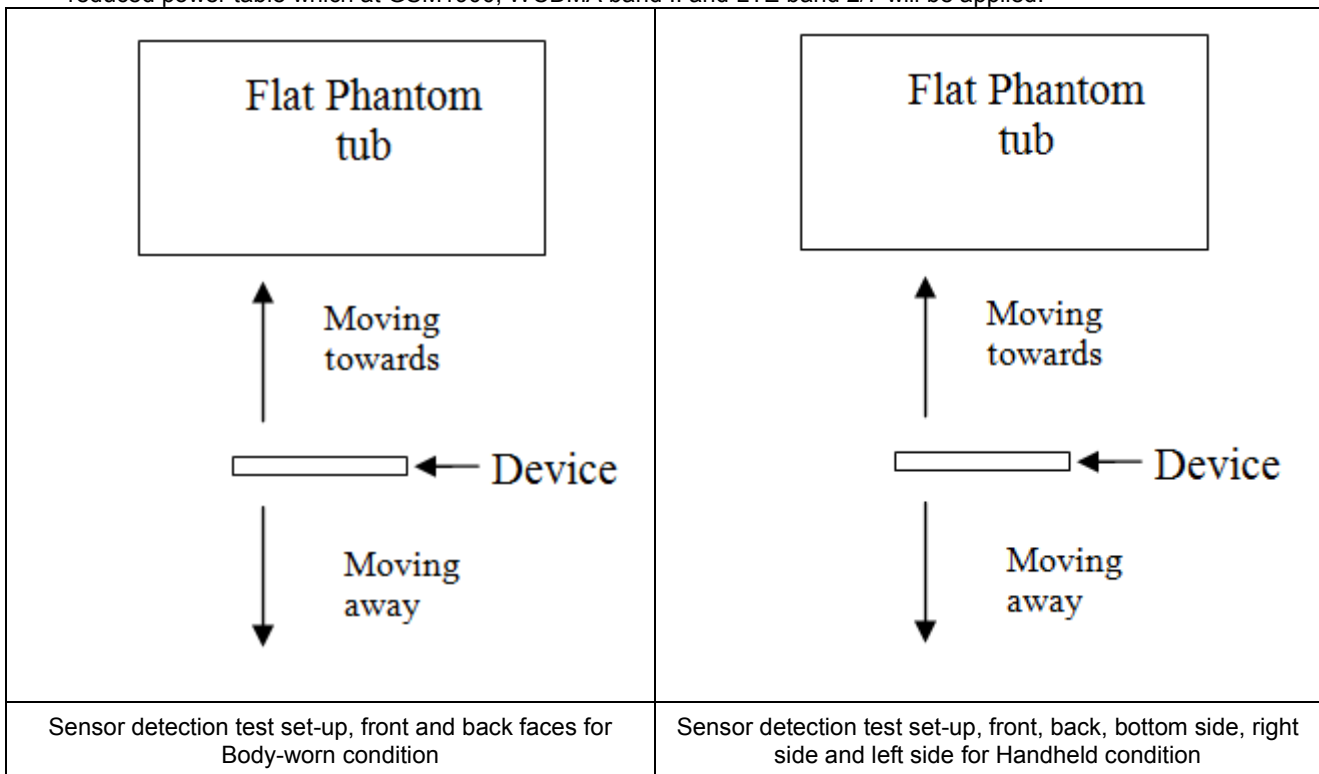 reduced power table which at GSM1900, WCDMA band II and LTE band 2/7 will be applied.
Flat Phantom
tub
Moving
towards
Device
Moving
away
Flat Phantom
tub
Moving
towards
Device
Moving
away
Sensor detection test set-up, front and back faces for
Body-worn condition
Sensor detection test set-up, front, back, bottom side, right
side and left side for Handheld condition